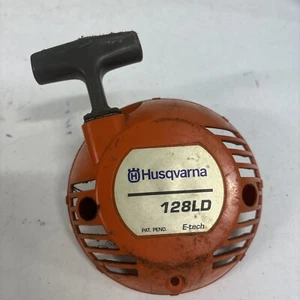 Husqvarna
128LD
PAT. PEND. E-tech